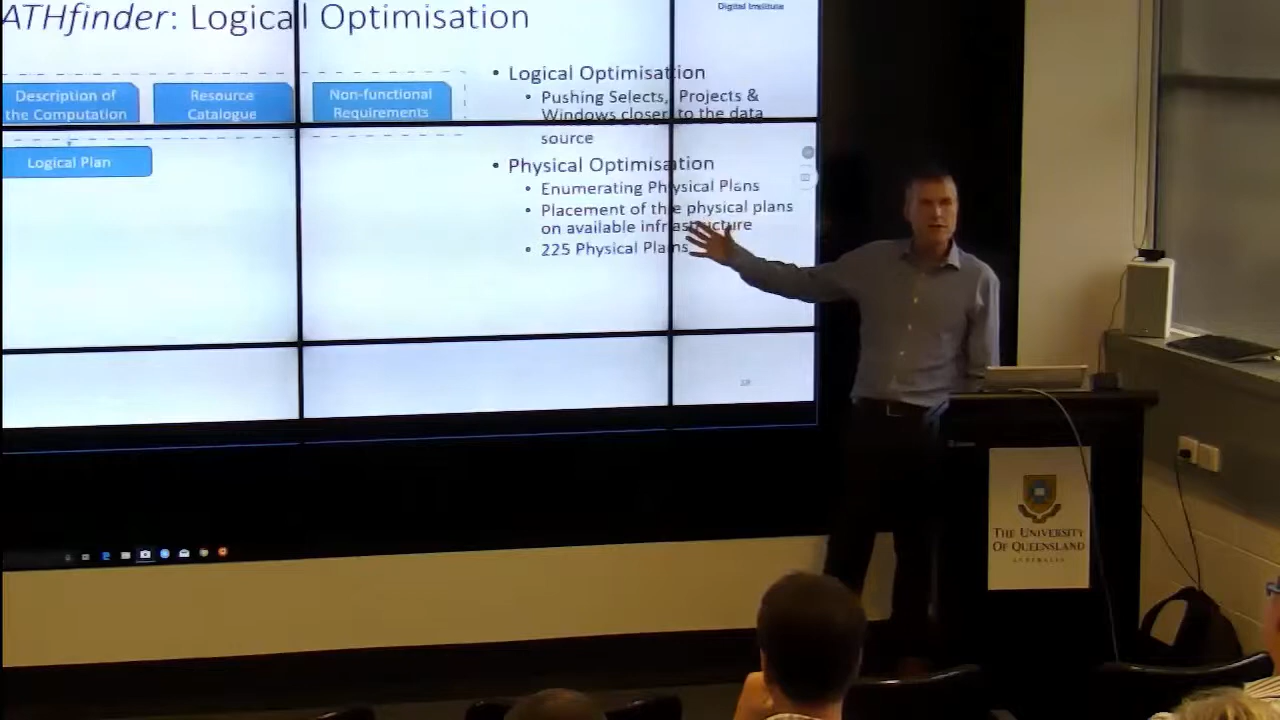 ATHfinder: Logical Optimisation
Digital Institute
Description of
the Computation
Resource
Catalogue
Non-functional
Requirements
Logical Plan
• Logical Optimisation
• Pushing Selects, Projects &
Windows closer to the data
source
• Physical Optimisation
• Enumerating Physical Plans
• Placement of the physical plans
on available infrastructure
• 225 Physical Plans
THE UNIVERSITY
OF QUEENSLAND
AUSTRALIA